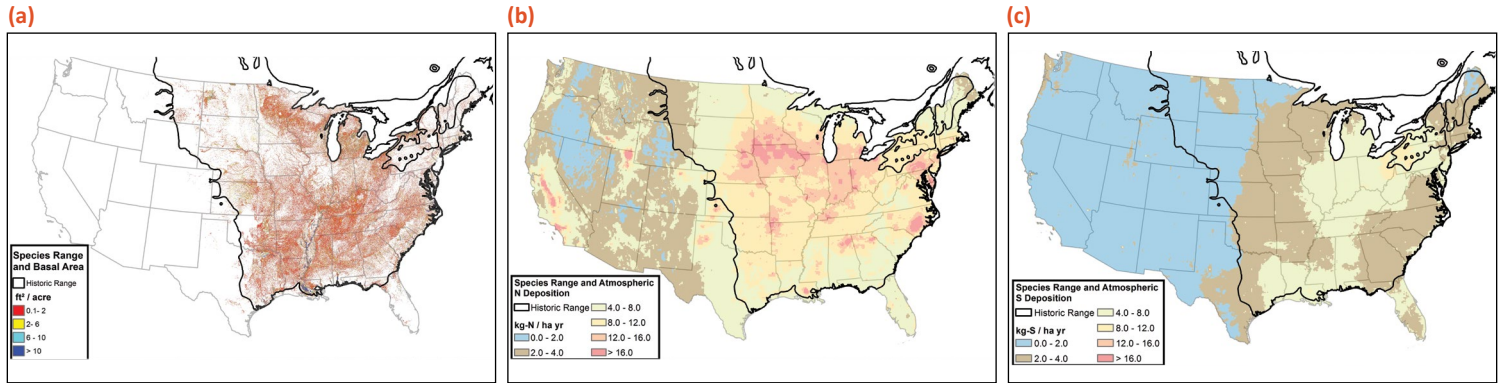 (a)
(b)
(c)
Species Range
and Basal Area
Historic Range
ft² / acre
0.1- 2
2- 6
6 - 10
> 10
Species Range and Atmospheric
N Deposition
Historic Range
kg-N / ha yr
0.0 - 2.0
2.0 - 4.0
4.0 - 8.0
8.0 - 12.0
12.0 - 16.0
> 16.0
Species Range and Atmospheric
S Deposition
Historic Range
kg-S / ha yr
0.0 - 2.0
2.0 - 4.0
4.0 - 8.0
8.0 - 12.0
12.0 - 16.0
> 16.0